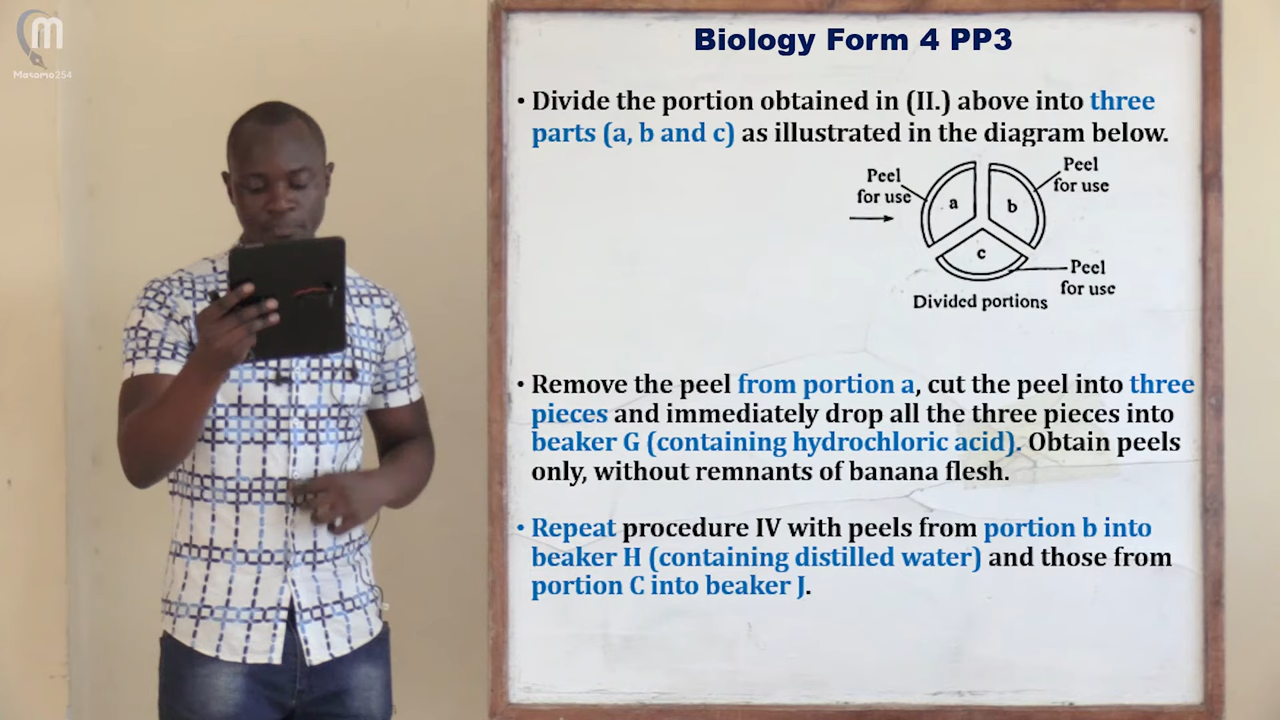 m
Masomo254
Biology Form 4 PP3
• Divide the portion obtained in (II.) above into three
parts (a, b and c) as illustrated in the diagram below.
Peel
for use
a
b
Peel
for use
c
Peel
for use
Divided portions
• Remove the peel from portion a, cut the peel into three
pieces and immediately drop all the three pieces into
beaker G (containing hydrochloric acid). Obtain peels
only, without remnants of banana flesh.
• Repeat procedure IV with peels from portion b into
beaker H (containing distilled water) and those from
portion C into beaker J.